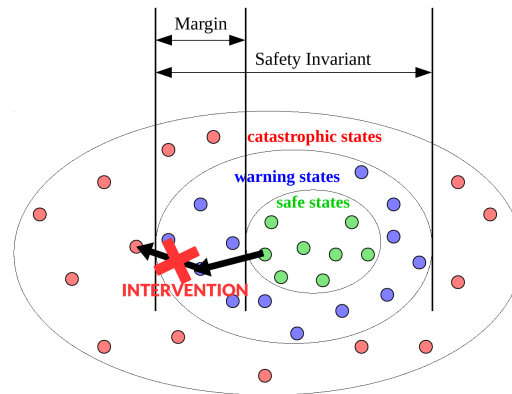 Margin
Safety Invariant
catastrophic states
warning states
safe states
INTERVENTION